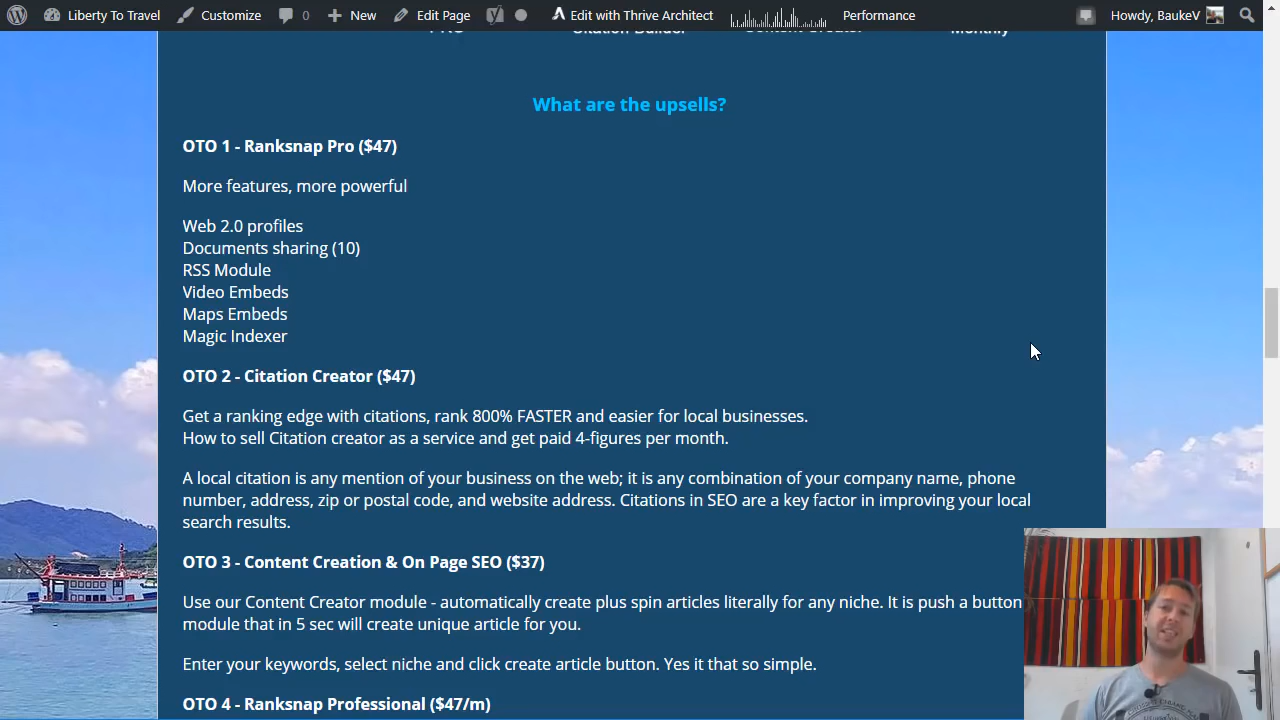 Liberty To Travel Customize 0 New Edit Page Edit with Thrive Architect Performance Howdy, BaukeV
PRO Citation Builder Content Creator Monthly
What are the upsells?
OTO 1 - Ranksnap Pro ($47)
More features, more powerful
Web 2.0 profiles
Documents sharing (10)
RSS Module
Video Embeds
Maps Embeds
Magic Indexer
OTO 2 - Citation Creator ($47)
Get a ranking edge with citations, rank 800% FASTER and easier for local businesses.
How to sell Citation creator as a service and get paid 4-figures per month.
A local citation is any mention of your business on the web; it is any combination of your company name, phone
number, address, zip or postal code, and website address. Citations in SEO are a key factor in improving your local
search results.
OTO 3 - Content Creation & On Page SEO ($37)
Use our Content Creator module - automatically create plus spin articles literally for any niche. It is push a button
module that in 5 sec will create unique article for you.
Enter your keywords, select niche and click create article button. Yes it that so simple.
OTO 4 - Ranksnap Professional ($47/m)